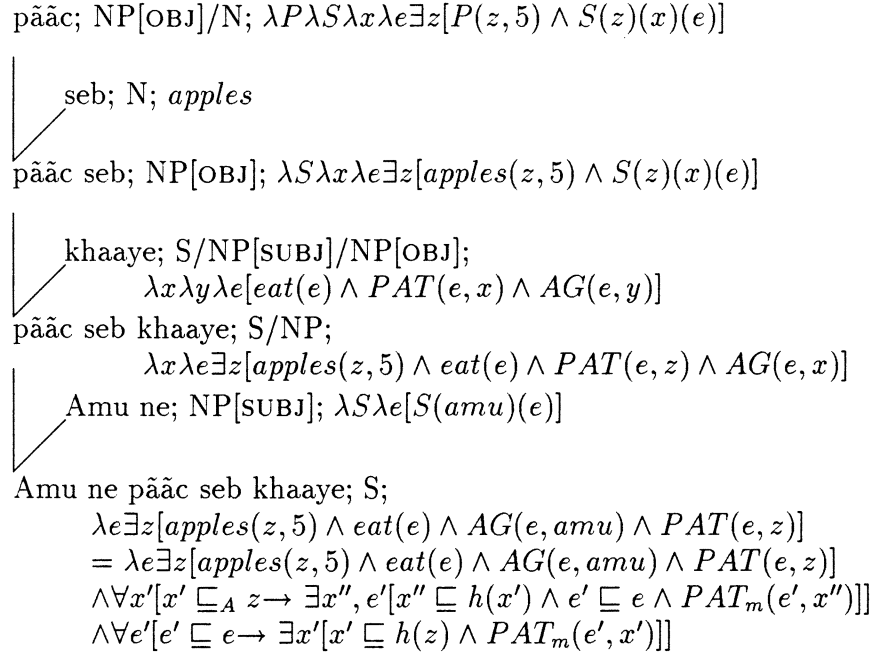 pããc; NP[OBJ]/N; λPλSλxλe∃z[P(z, 5) ∧ S(z)(x)(e)]
seb; N; apples
pããc seb; NP[OBJ]; λSλxλe∃z[apples(z, 5) ∧ S(z)(x)(e)]
khaaye; S/NP[SUBJ]/NP[OBJ];
λxλyλe[eat(e) ∧ PAT(e, x) ∧ AG(e, y)]
pããc seb khaaye; S/NP;
λxλe∃z[apples(z, 5) ∧ eat(e) ∧ PAT(e, z) ∧ AG(e, x)]
Amu ne; NP[SUBJ]; λSλe[S(amu)(e)]
Amu ne pããc seb khaaye; S;
λe∃z[apples(z, 5) ∧ eat(e) ∧ AG(e, amu) ∧ PAT(e, z)]
= λe∃z[apples(z, 5) ∧ eat(e) ∧ AG(e, amu) ∧ PAT(e, z)]
∧∀x′[x′ ⊑_A z→ ∃x″, e′[x″ ⊑ h(x′) ∧ e′ ⊑ e ∧ PAT_m(e′, x″)]]
∧∀e′[e′ ⊑ e→ ∃x′[x′ ⊑ h(z) ∧ PAT_m(e′, x′)]]